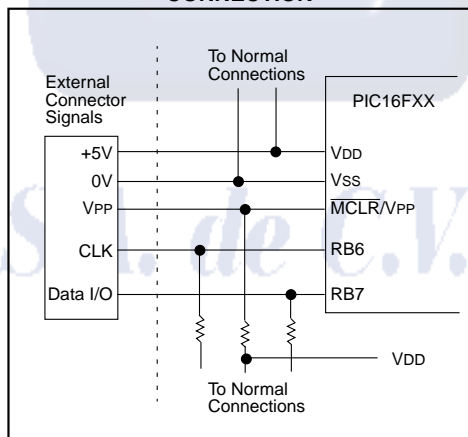 CONNECTION
To Normal
Connections
External
Connector
Signals
PIC16FXX
+5V
VDD
0V
VSS
VPP
MCLR/VPP
CLK
RB6
Data I/O
RB7
VDD
To Normal
Connections
S.A. de C.V.